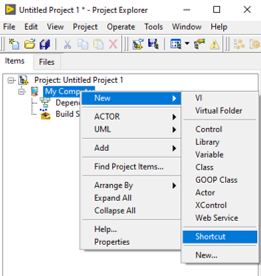 Untitled Project 1 * - Project Explorer
File Edit View Project Operate Tools Window
Items Files
Project: Untitled Project 1
My Compute
Depen
Build S
New
ACTOR
UML
Add
Find Project Items...
Arrange By
Expand All
Collapse All
Help...
Properties
VI
Virtual Folder
Control
Library
Variable
Class
GOOP Class
Actor
XControl
Web Service
Shortcut
New...